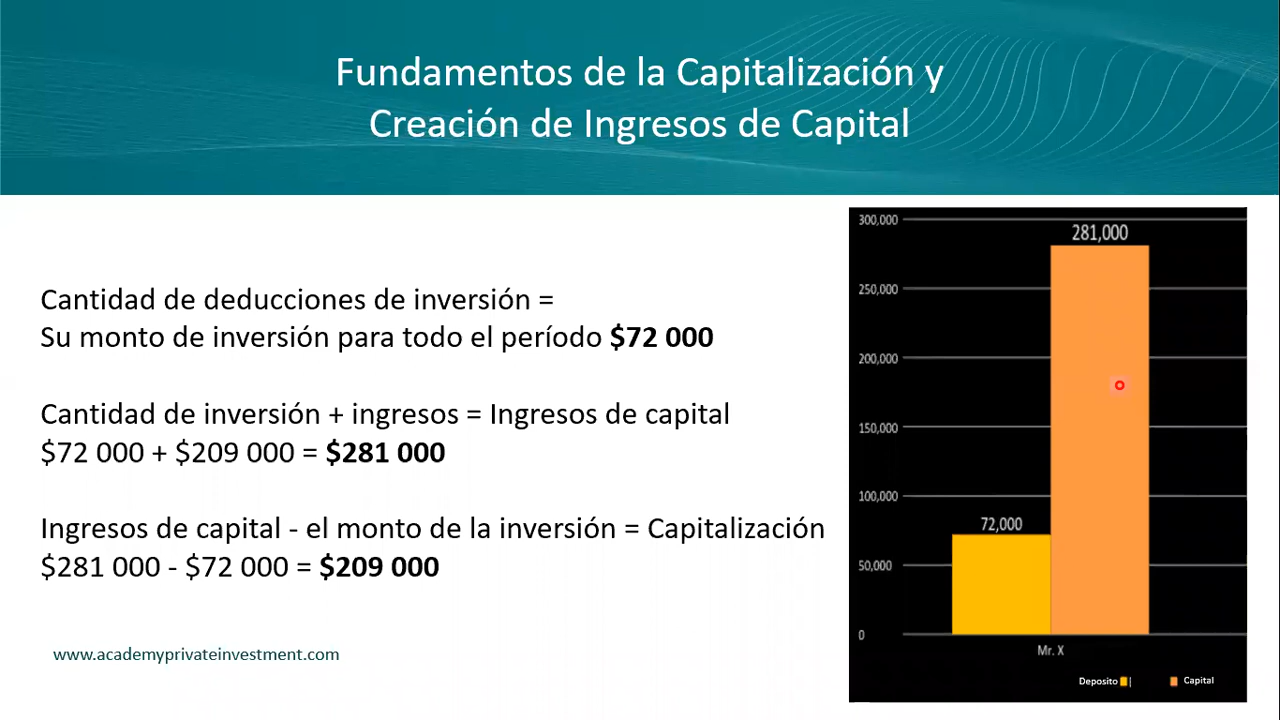 Fundamentos de la Capitalización y
Creación de Ingresos de Capital
Cantidad de deducciones de inversión =
Su monto de inversión para todo el período $72 000
Cantidad de inversión + ingresos = Ingresos de capital
$72 000 + $209 000 = $281 000
Ingresos de capital - el monto de la inversión = Capitalización
$281 000 - $72 000 = $209 000
www.academyprivateinvestment.com
300,000
281,000
250,000
200,000
150,000
100,000
72,000
50,000
0
Mr. X
Deposito Capital